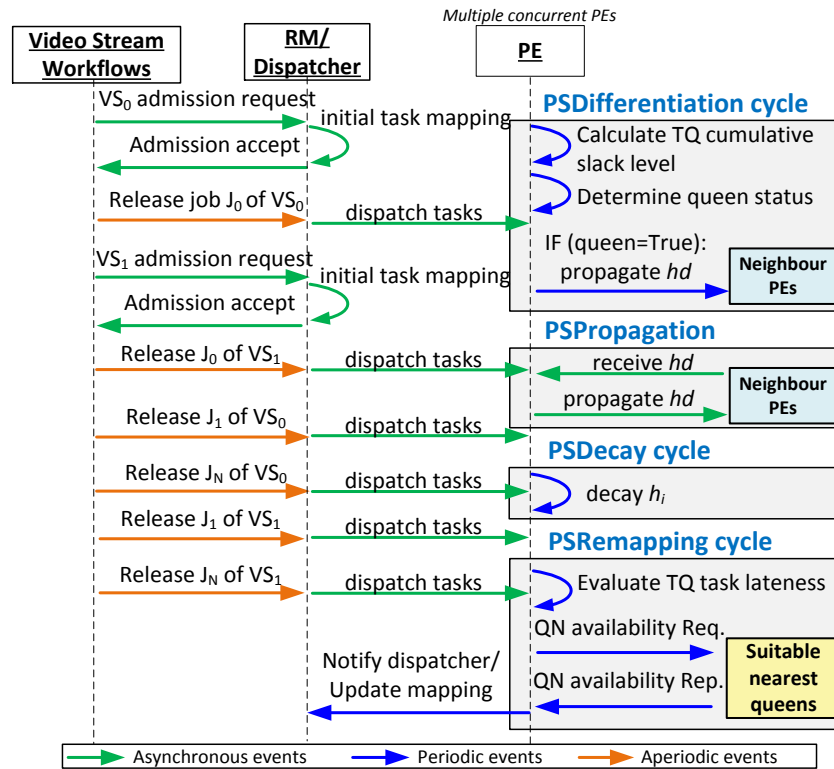 Multiple concurrent PEs
Video Stream
Workflows
RM/
Dispatcher
PE
VS₀ admission request
initial task mapping
Admission accept
Release job J₀ of VS₀
dispatch tasks
VS₁ admission request
initial task mapping
Admission accept
Release J₀ of VS₁
dispatch tasks
Release J₁ of VS₀
dispatch tasks
Release J_N of VS₀
dispatch tasks
Release J₁ of VS₁
dispatch tasks
Release J_N of VS₁
dispatch tasks
Notify dispatcher/
Update mapping
PSDifferentiation cycle
Calculate TQ cumulative
slack level
Determine queen status
IF (queen=True):
propagate hd
Neighbour
PEs
PSPropagation
receive hd
propagate hd
Neighbour
PEs
PSDecay cycle
decay hᵢ
PSRemapping cycle
Evaluate TQ task lateness
QN availability Req.
QN availability Rep.
Suitable
nearest
queens
Asynchronous events
Periodic events
Aperiodic events